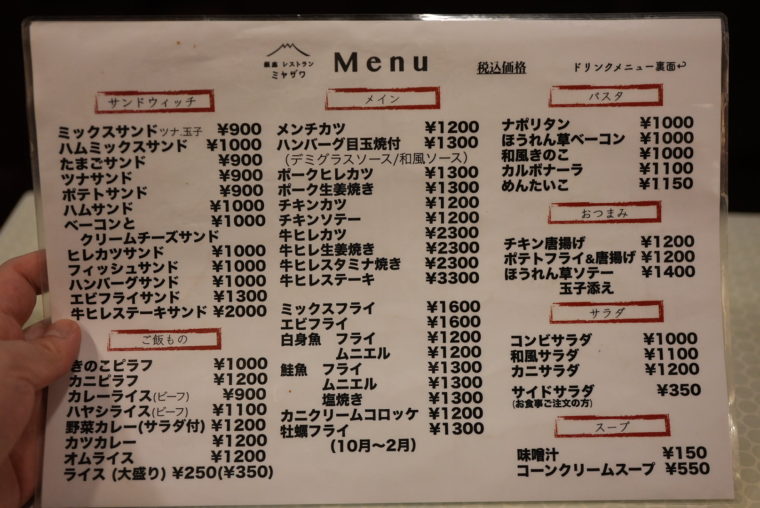 銀座 レストラン
ミヤザワ
Menu
税込価格
ドリンクメニュー裏面↩
サンドウィッチ
ミックスサンド ツナ.玉子 ¥900
ハムミックスサンド ¥1000
たまごサンド ¥900
ツナサンド ¥900
ポテトサンド ¥900
ハムサンド ¥1000
ベーコンと ¥1000
クリームチーズサンド
ヒレカツサンド ¥1000
フィッシュサンド ¥1000
ハンバーグサンド ¥1000
エビフライサンド ¥1300
牛ヒレステーキサンド ¥2000
ご飯もの
きのこピラフ ¥1000
カニピラフ ¥1200
カレーライス(ビーフ) ¥900
ハヤシライス(ビーフ) ¥1100
野菜カレー(サラダ付) ¥1200
カツカレー ¥1200
オムライス ¥1200
ライス (大盛り) ¥250(¥350)
メイン
メンチカツ ¥1200
ハンバーグ目玉焼付 ¥1300
(デミグラスソース/和風ソース)
ポークヒレカツ ¥1300
ポーク生姜焼き ¥1300
チキンカツ ¥1200
チキンソテー ¥1200
牛ヒレカツ ¥2300
牛ヒレ生姜焼き ¥2300
牛ヒレスタミナ焼き ¥2300
牛ヒレステーキ ¥3300
ミックスフライ ¥1600
エビフライ ¥1600
白身魚 フライ ¥1200
ムニエル ¥1200
鮭魚 フライ ¥1300
ムニエル ¥1300
塩焼き ¥1300
カニクリームコロッケ ¥1200
牡蠣フライ ¥1300
(10月〜2月)
パスタ
ナポリタン ¥1000
ほうれん草ベーコン ¥1000
和風きのこ ¥1000
カルボナーラ ¥1100
めんたいこ ¥1150
おつまみ
チキン唐揚げ ¥1200
ポテトフライ&唐揚げ ¥1200
ほうれん草ソテー ¥1400
玉子添え
サラダ
コンビサラダ ¥1000
和風サラダ ¥1100
カニサラダ ¥1200
サイドサラダ ¥350
(お食事ご注文の方)
スープ
味噌汁 ¥150
コーンクリームスープ ¥550